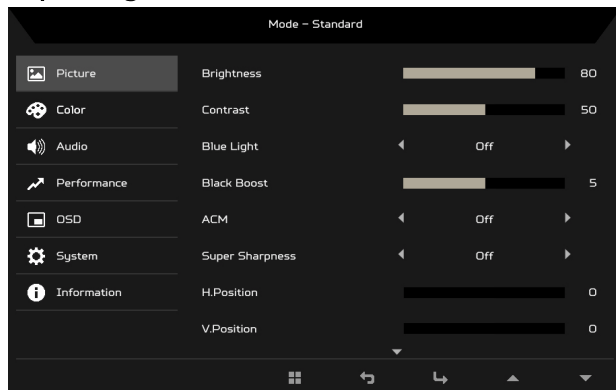 Mode – Standard
Picture
Brightness 80
Color
Contrast 50
Audio
Blue Light Off
Performance
Black Boost 5
OSD
ACM Off
System
Super Sharpness Off
Information
H.Position 0
V.Position 0